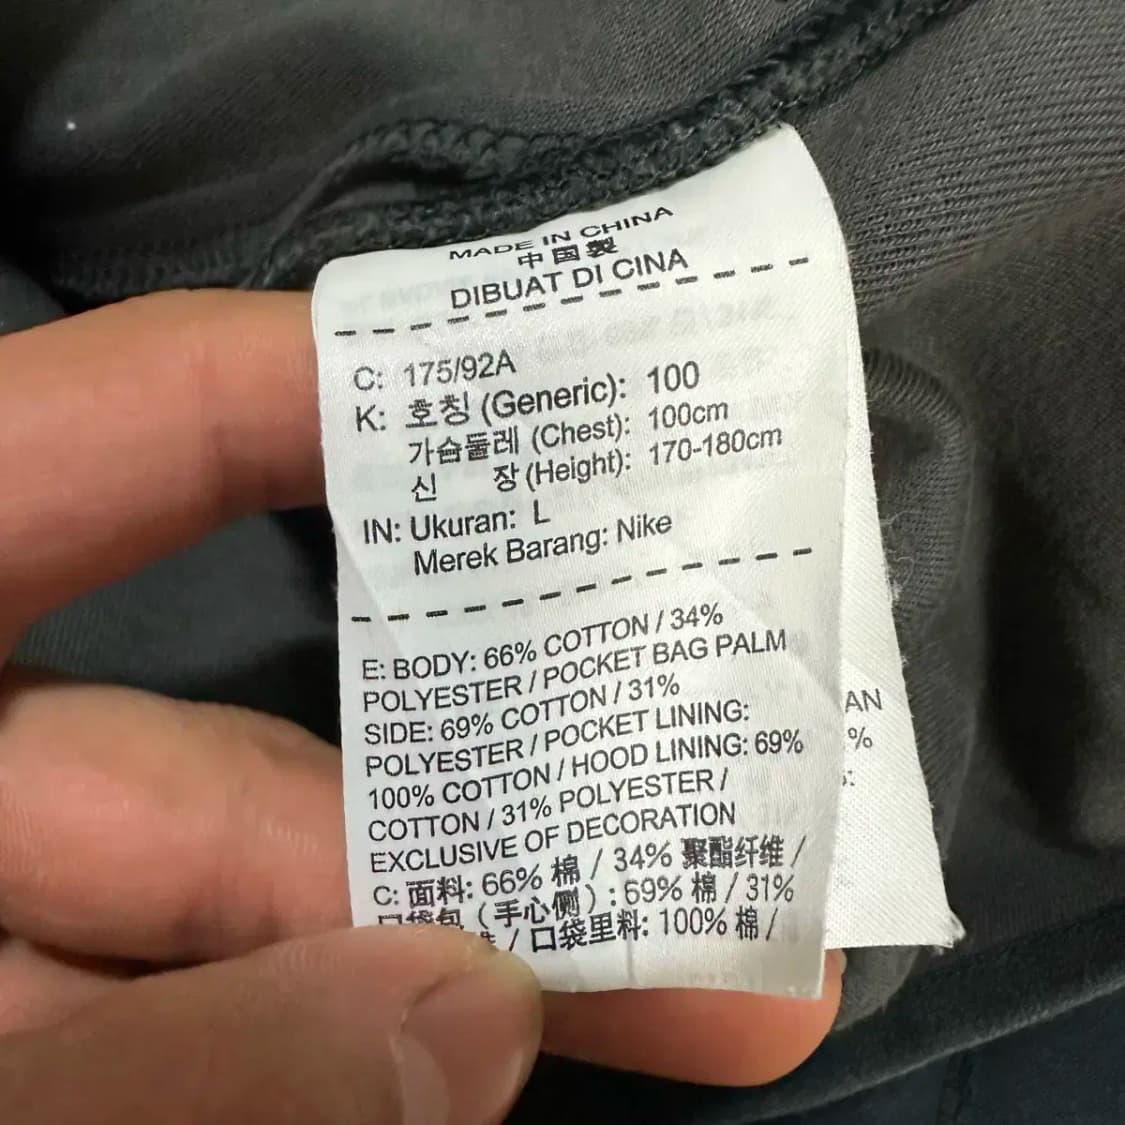 MADE IN CHINA
中国製
DIBUAT DI CINA
C: 175/92A
K: 호칭 (Generic): 100
가슴둘레 (Chest): 100cm
신 장 (Height): 170-180cm
IN: Ukuran: L
Merek Barang: Nike
E: BODY: 66% COTTON / 34%
POLYESTER / POCKET BAG PALM
SIDE: 69% COTTON / 31%
POLYESTER / POCKET LINING:
100% COTTON / HOOD LINING: 69%
COTTON / 31% POLYESTER /
EXCLUSIVE OF DECORATION
C: 面料: 66% 棉 / 34% 聚酯纤维 /
口袋包 (手心侧) : 69% 棉 / 31%
/ 口袋里料: 100% 棉 /
AN
%
: